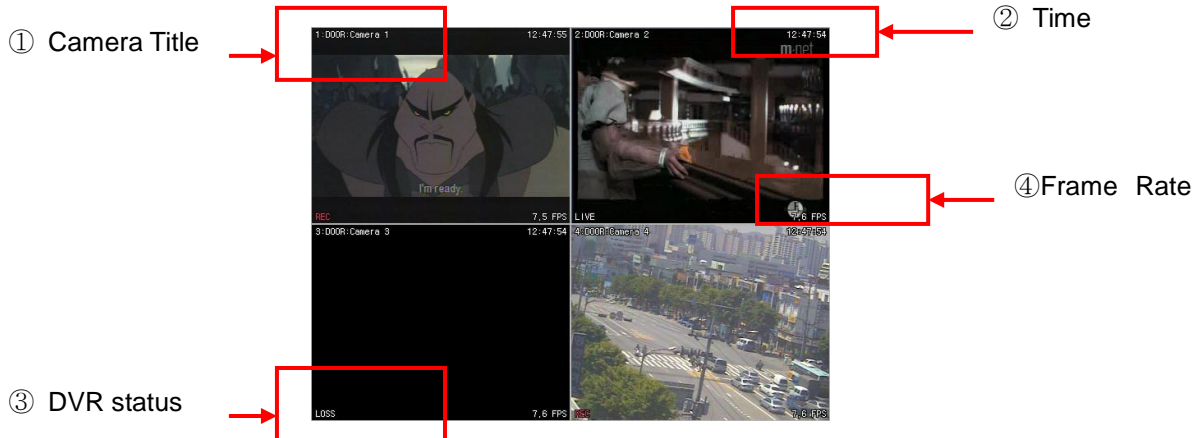 ① Camera Title
② Time
1:DOOR:Camera 1 12:47:55
2:DOOR:Camera 2 12:47:54
m·net
I'm ready.
REC 7.5 FPS
LIVE 7.6 FPS
④Frame Rate
3:DOOR:Camera 3 12:47:54
4:DOOR:Camera 4 12:47:54
③ DVR status
LOSS 7.6 FPS
REC 7.6 FPS